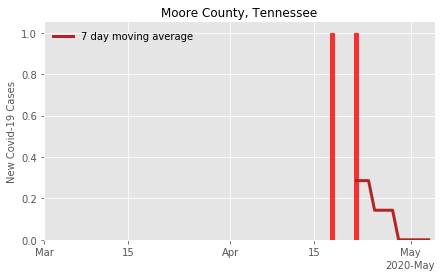 Moore County, Tennessee
7 day moving average
New Covid-19 Cases
1.0
0.8
0.6
0.4
0.2
0.0
Mar 15 Apr 15 May
2020-May